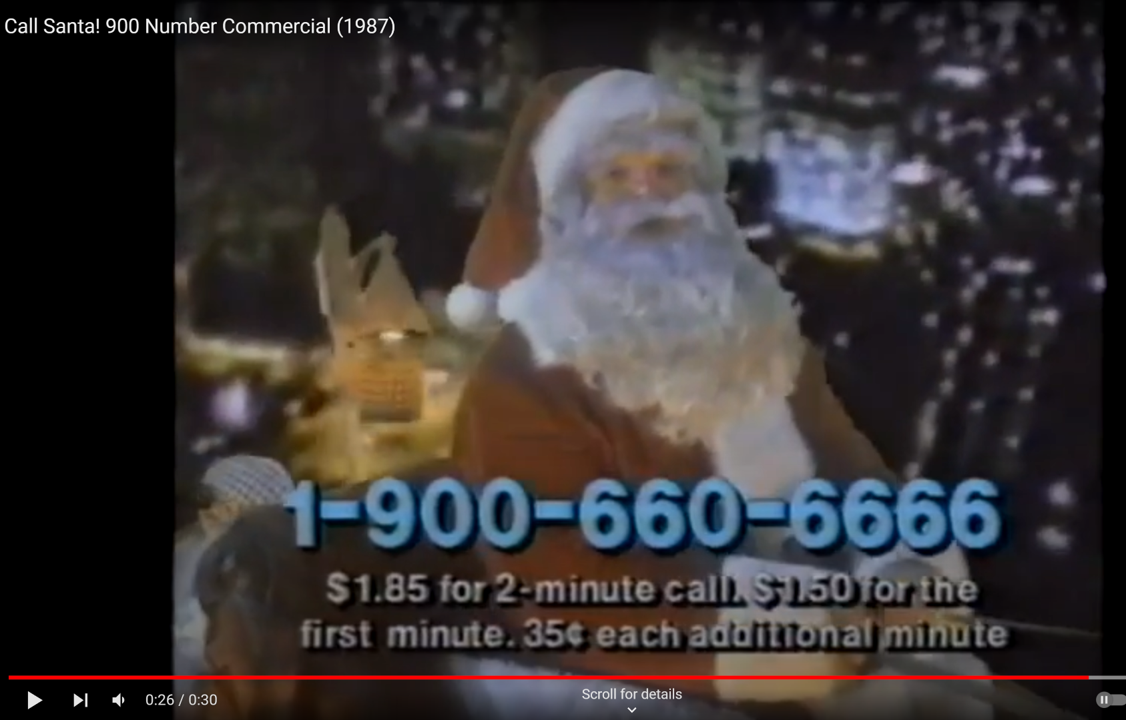 Call Santa! 900 Number Commercial (1987)
1-900-660-6666
$1.85 for 2-minute call. $1.50 for the
first minute. 35¢ each additional minute
0:26 / 0:30
Scroll for details